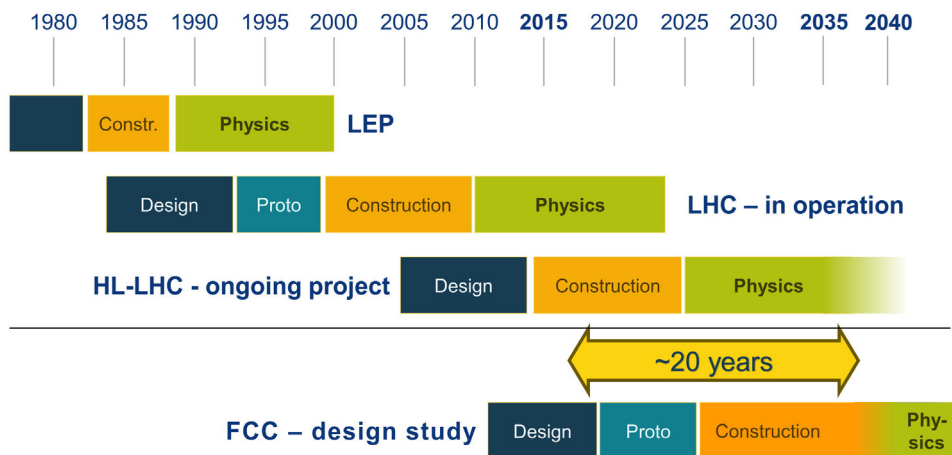 1980 1985 1990 1995 2000 2005 2010 2015 2020 2025 2030 2035 2040
Constr. Physics LEP
Design Proto Construction Physics LHC – in operation
HL-LHC - ongoing project Design Construction Physics
~20 years
FCC – design study Design Proto Construction Phy-
sics